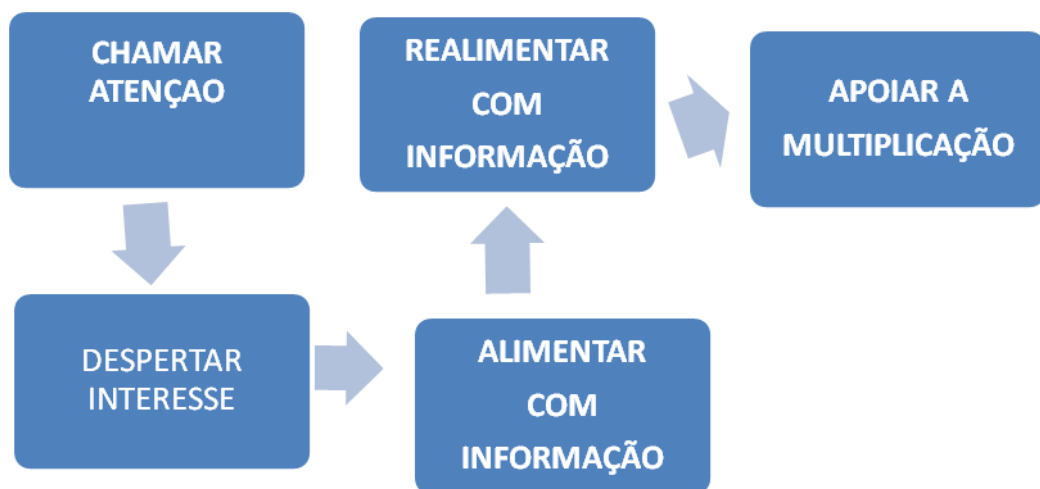 CHAMAR
ATENÇAO
DESPERTAR
INTERESSE
ALIMENTAR
COM
INFORMAÇÃO
REALIMENTAR
COM
INFORMAÇÃO
APOIAR A
MULTIPLICAÇÃO